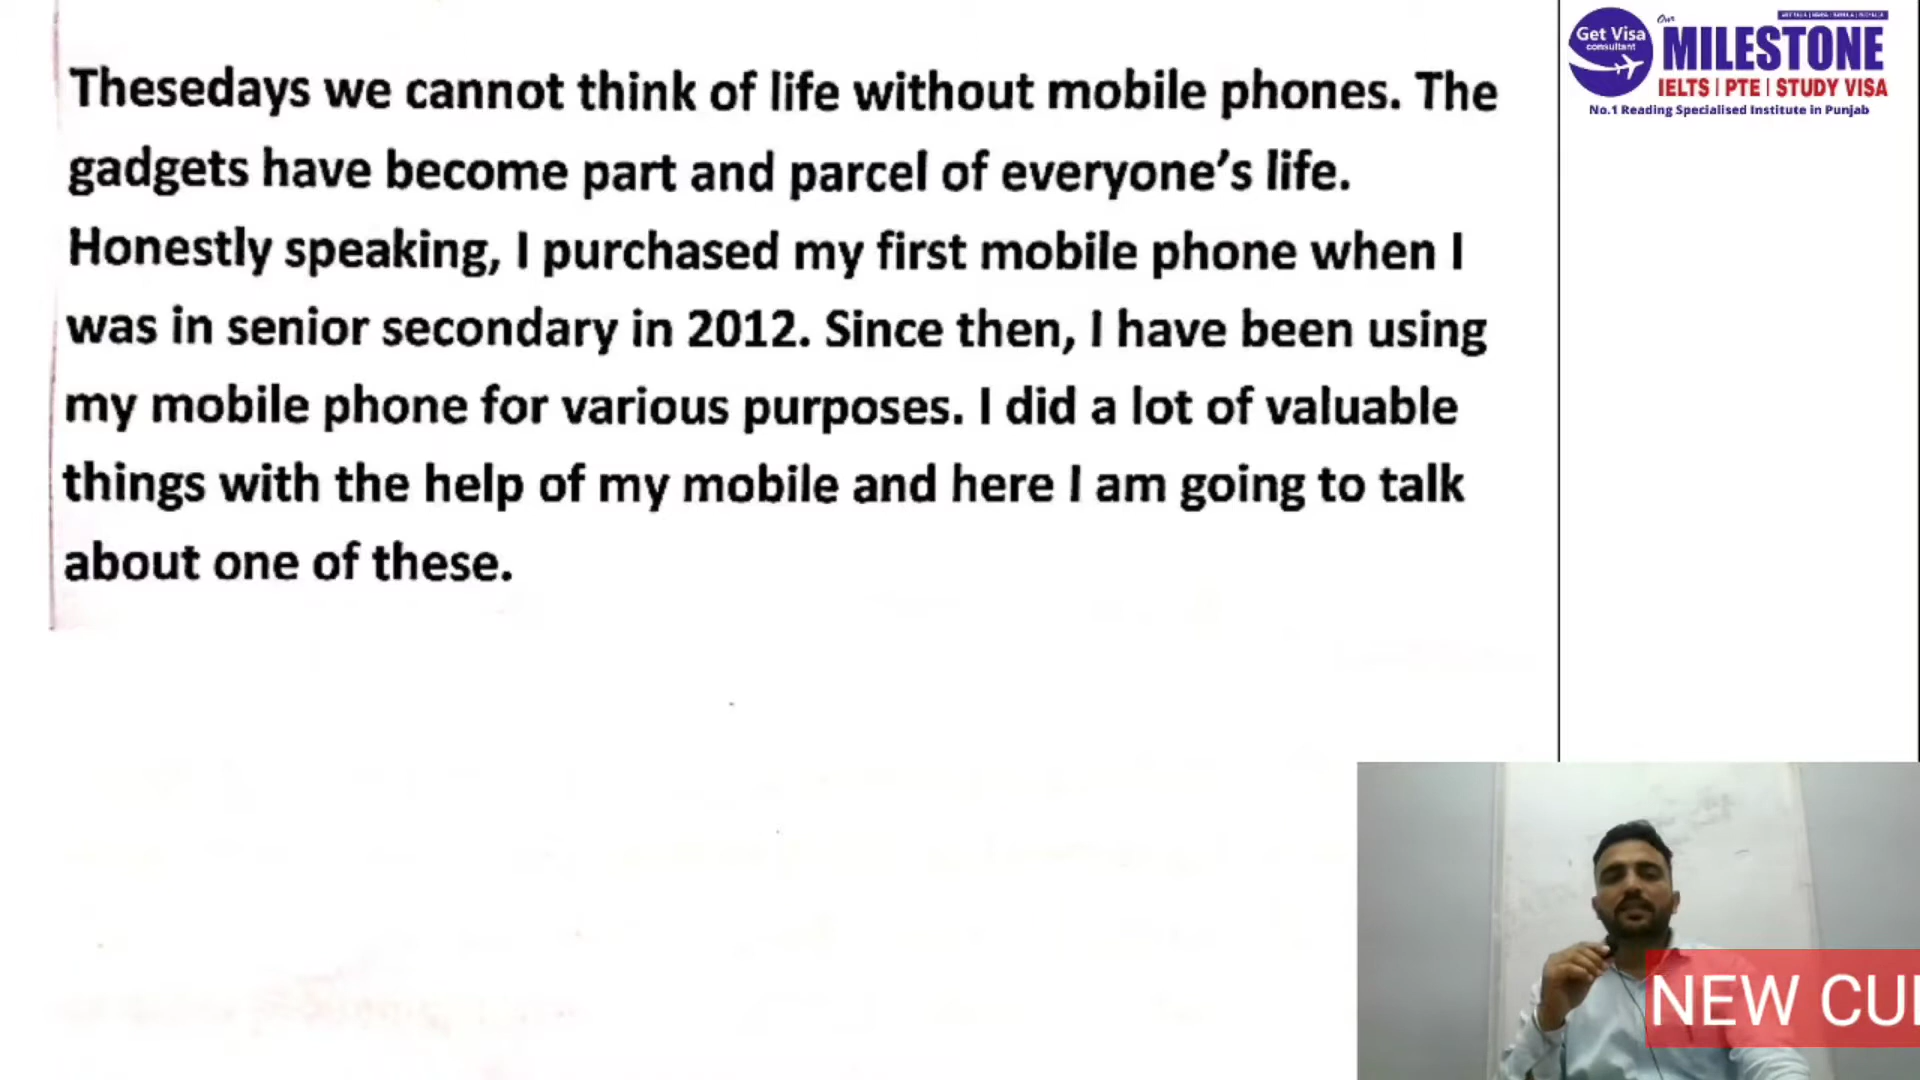 Thesedays we cannot think of life without mobile phones. The
gadgets have become part and parcel of everyone's life.
Honestly speaking, I purchased my first mobile phone when I
was in senior secondary in 2012. Since then, I have been using
my mobile phone for various purposes. I did a lot of valuable
things with the help of my mobile and here I am going to talk
about one of these.
Get Visa
consultant
Our
MILESTONE
IELTS | PTE | STUDY VISA
No.1 Reading Specialised Institute in Punjab
NEW CU